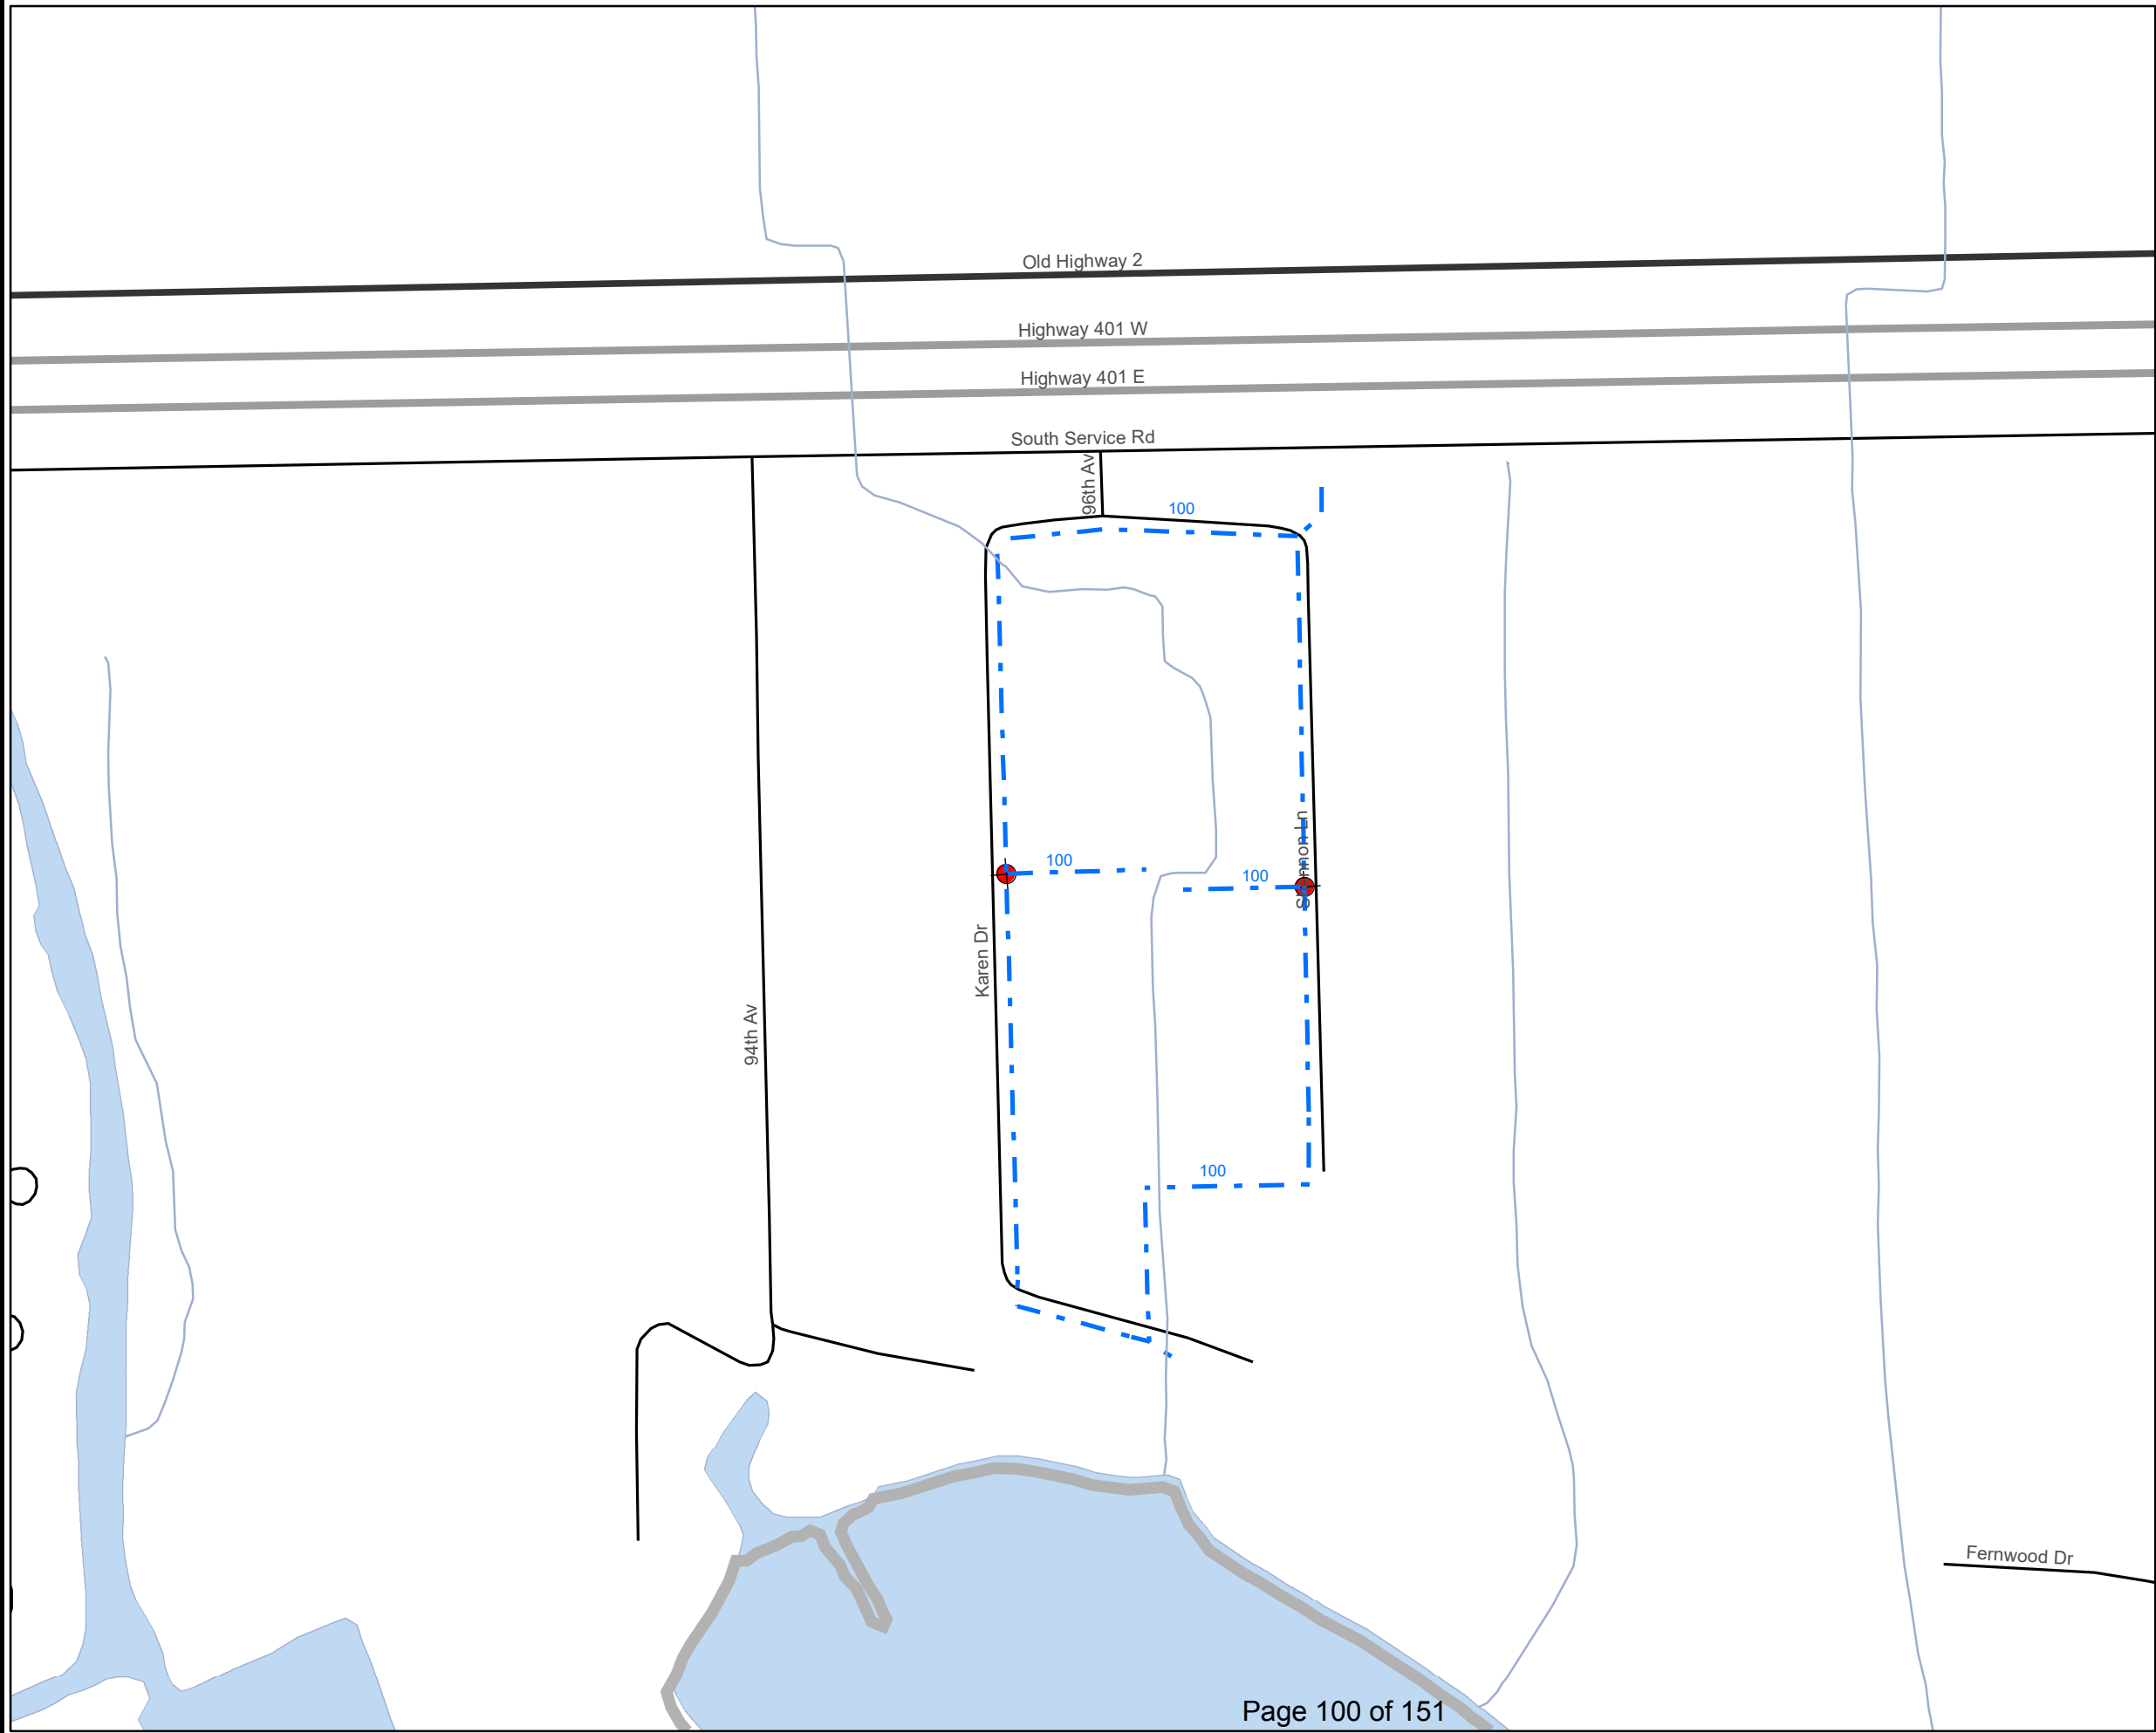 Old Highway 2
Highway 401 W
Highway 401 E
South Service Rd
96th Av
100
100
100
Karen Dr
94th Av
100
Fernwood Dr
Page 100 of 151